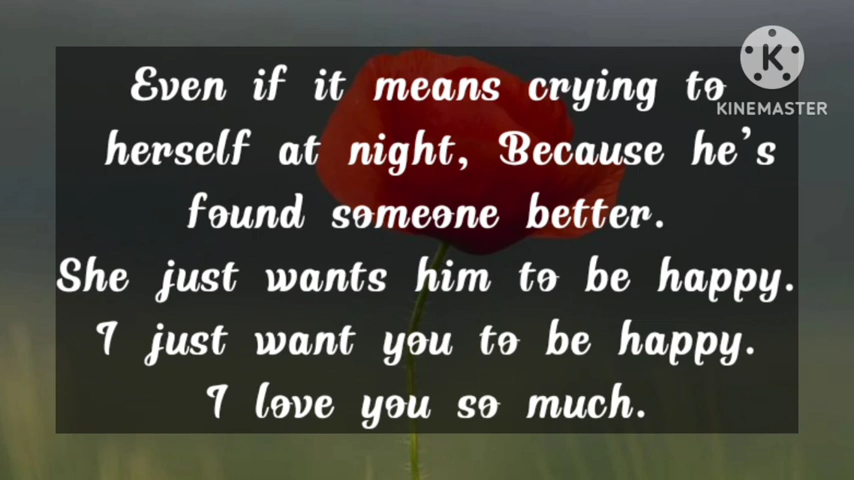 Even if it means crying to
herself at night, Because he's
found someone better.
She just wants him to be happy.
I just want you to be happy.
I love you so much.
K
KINEMASTER